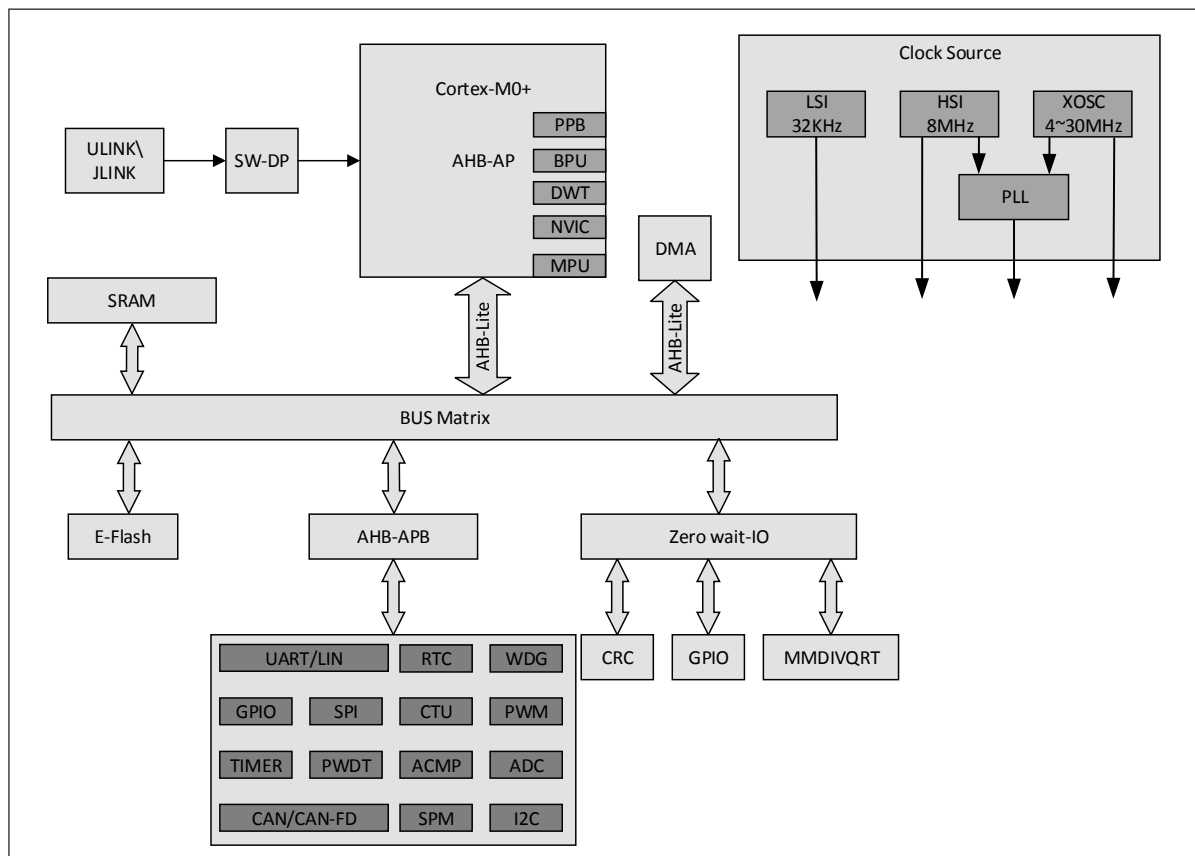 Clock Source
Cortex-M0+
LSI
32KHz
HSI
8MHz
XOSC
4~30MHz
PPB
ULINK\
JLINK
SW-DP
AHB-AP
BPU
DWT
PLL
NVIC
DMA
MPU
SRAM
AHB-Lite
AHB-Lite
BUS Matrix
E-Flash
AHB-APB
Zero wait-IO
UART/LIN
RTC
WDG
CRC
GPIO
MMDIVQRT
GPIO
SPI
CTU
PWM
TIMER
PWDT
ACMP
ADC
CAN/CAN-FD
SPM
I2C